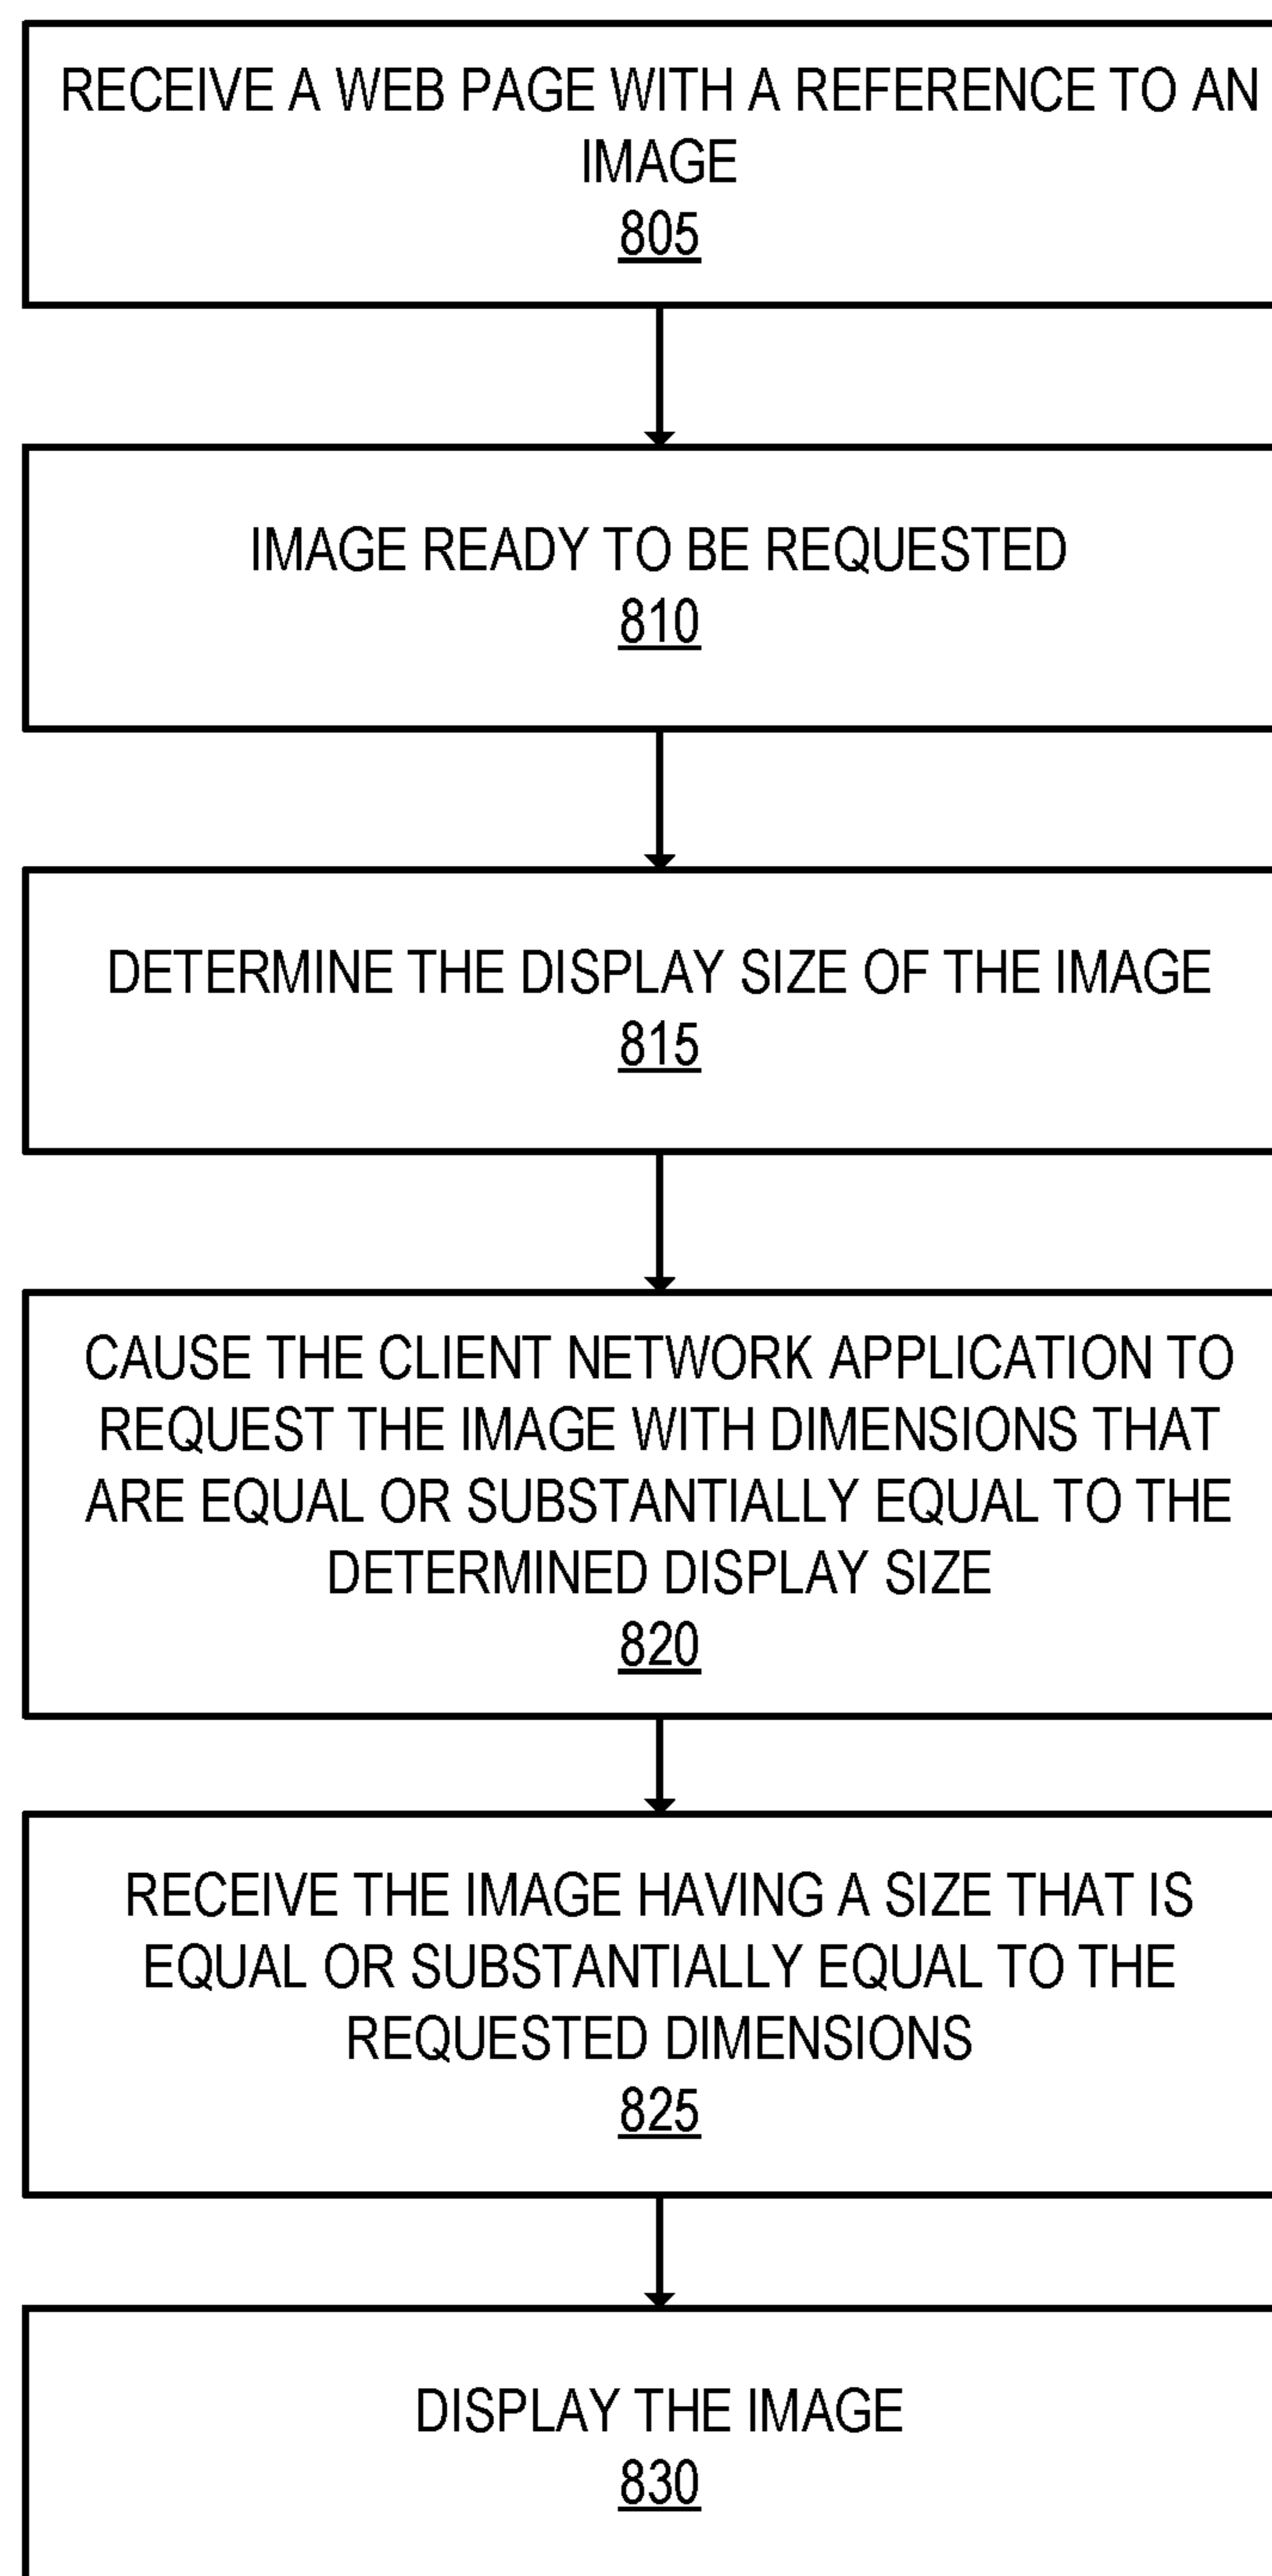 RECEIVE A WEB PAGE WITH A REFERENCE TO AN
IMAGE
805
IMAGE READY TO BE REQUESTED
810
DETERMINE THE DISPLAY SIZE OF THE IMAGE
815
CAUSE THE CLIENT NETWORK APPLICATION TO
REQUEST THE IMAGE WITH DIMENSIONS THAT
ARE EQUAL OR SUBSTANTIALLY EQUAL TO THE
DETERMINED DISPLAY SIZE
820
RECEIVE THE IMAGE HAVING A SIZE THAT IS
EQUAL OR SUBSTANTIALLY EQUAL TO THE
REQUESTED DIMENSIONS
825
DISPLAY THE IMAGE
830